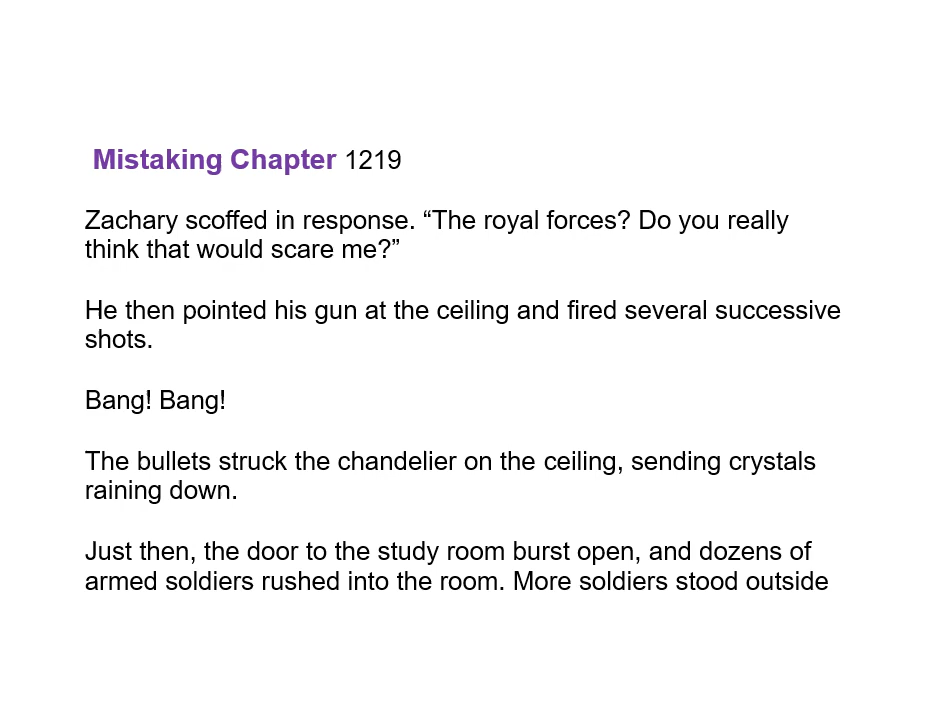 Mistaking Chapter 1219
Zachary scoffed in response. “The royal forces? Do you really
think that would scare me?”
He then pointed his gun at the ceiling and fired several successive
shots.
Bang! Bang!
The bullets struck the chandelier on the ceiling, sending crystals
raining down.
Just then, the door to the study room burst open, and dozens of
armed soldiers rushed into the room. More soldiers stood outside